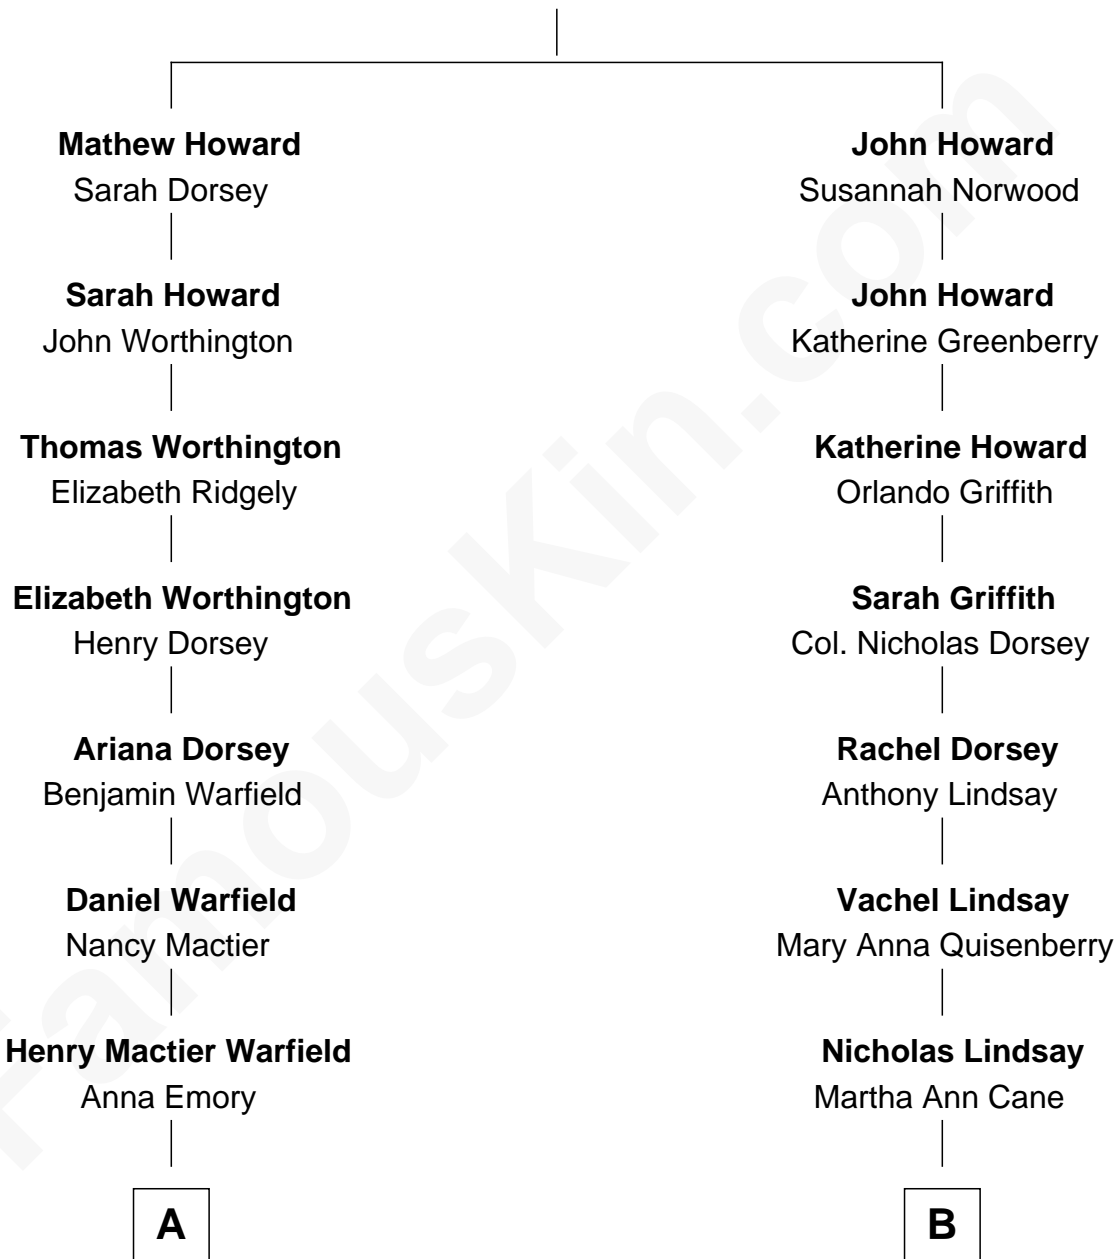 Mathew Howard
Sarah Dorsey
Sarah Howard
John Worthington
Thomas Worthington
Elizabeth Ridgely
Elizabeth Worthington
Henry Dorsey
Ariana Dorsey
Benjamin Warfield
Daniel Warfield
Nancy Mactier
Henry Mactier Warfield
Anna Emory
A
John Howard
Susannah Norwood
John Howard
Katherine Greenberry
Katherine Howard
Orlando Griffith
Sarah Griffith
Col. Nicholas Dorsey
Rachel Dorsey
Anthony Lindsay
Vachel Lindsay
Mary Anna Quisenberry
Nicholas Lindsay
Martha Ann Cane
B
FamousKin.com